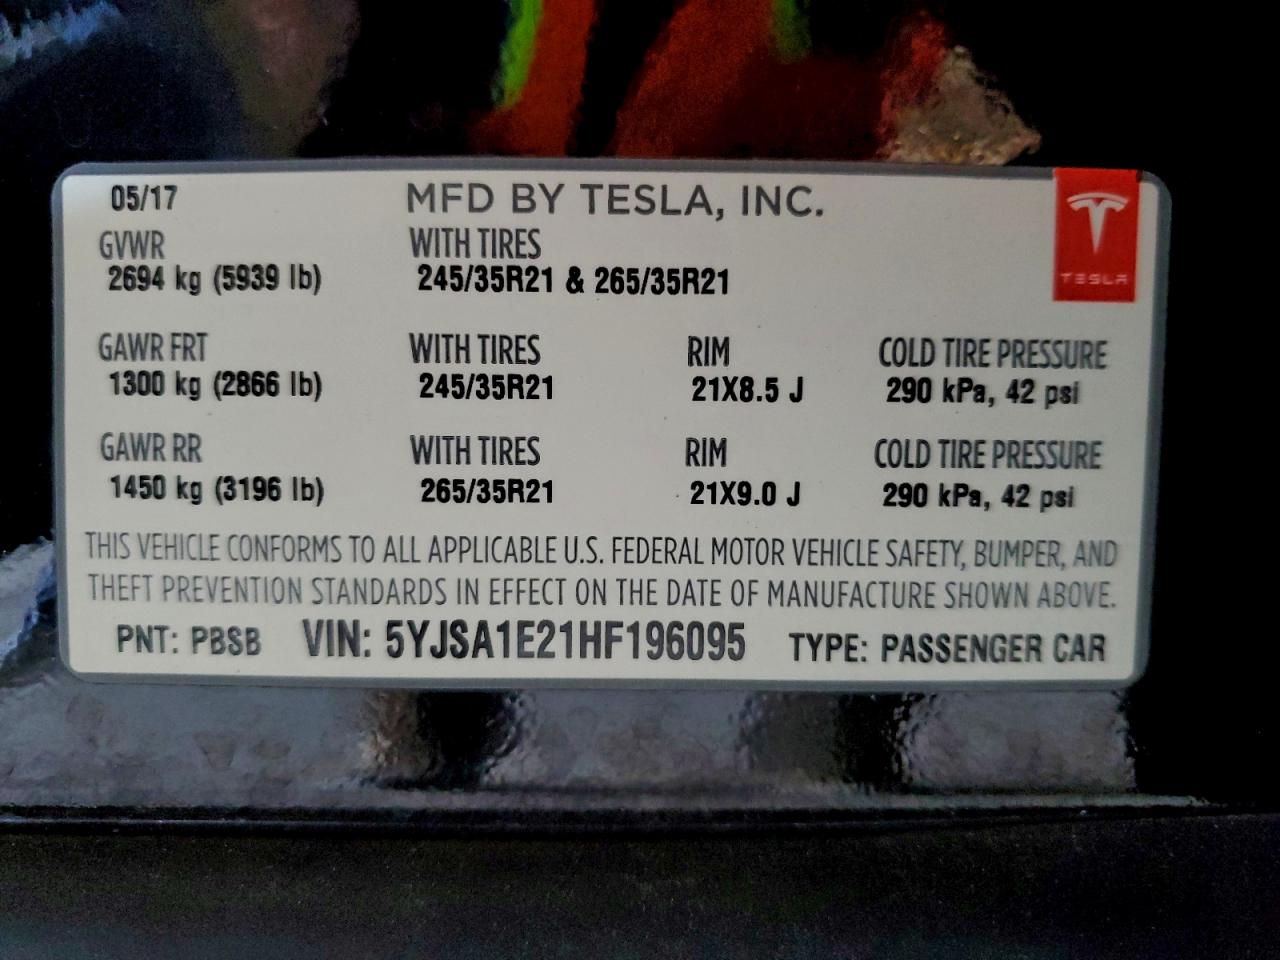 05/17 MFD BY TESLA, INC.
GVWR WITH TIRES
2694 kg (5939 lb) 245/35R21 & 265/35R21
TESLA
GAWR FRT WITH TIRES RIM COLD TIRE PRESSURE
1300 kg (2866 lb) 245/35R21 21X8.5 J 290 kPa, 42 psi
GAWR RR WITH TIRES RIM COLD TIRE PRESSURE
1450 kg (3196 lb) 265/35R21 21X9.0 J 290 kPa, 42 psi
THIS VEHICLE CONFORMS TO ALL APPLICABLE U.S. FEDERAL MOTOR VEHICLE SAFETY, BUMPER, AND
THEFT PREVENTION STANDARDS IN EFFECT ON THE DATE OF MANUFACTURE SHOWN ABOVE.
PNT: PBSB VIN: 5YJSA1E21HF196095 TYPE: PASSENGER CAR